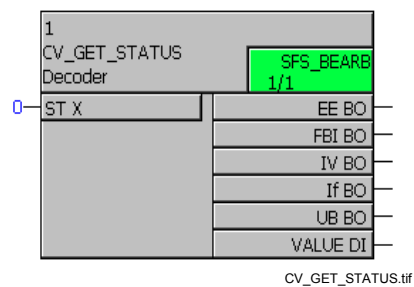 1
CV_GET_STATUS
Decoder
SFS_BEARB
1/1
0 ST X
EE BO
FBI BO
IV BO
If BO
UB BO
VALUE DI
CV_GET_STATUS.tif